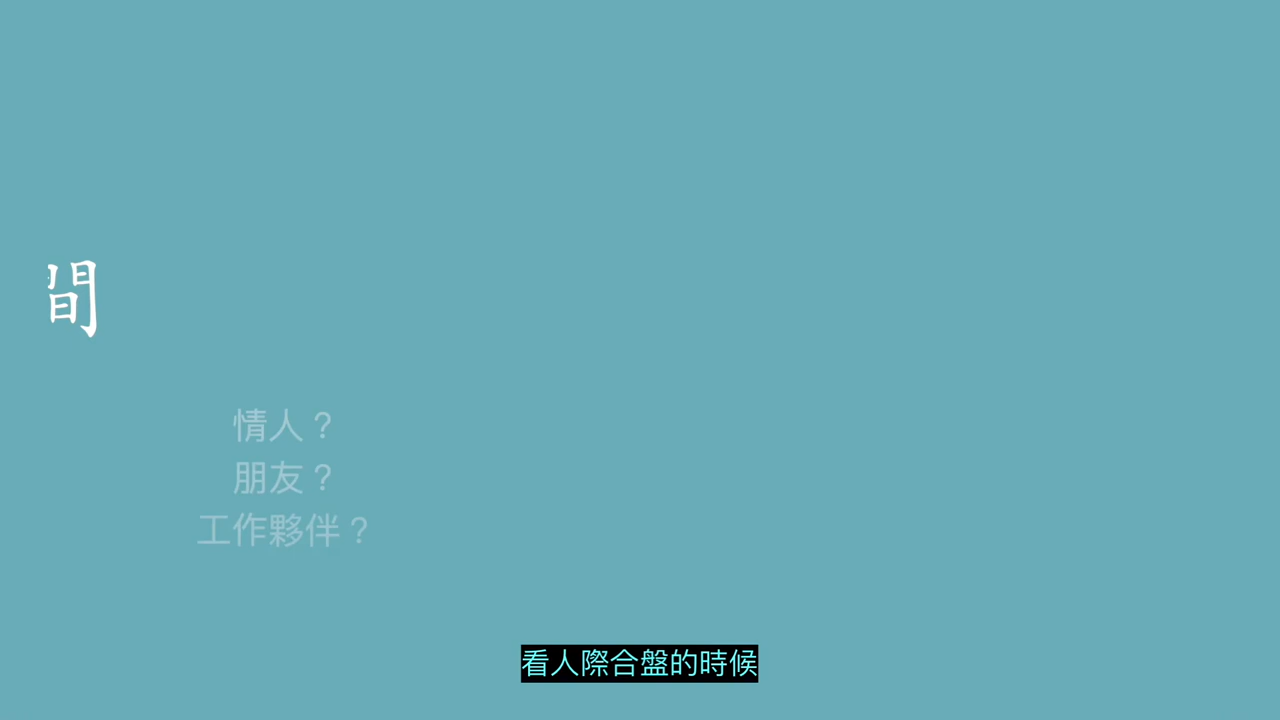 間
情人？
朋友？
工作夥伴？
看人際合盤的時候